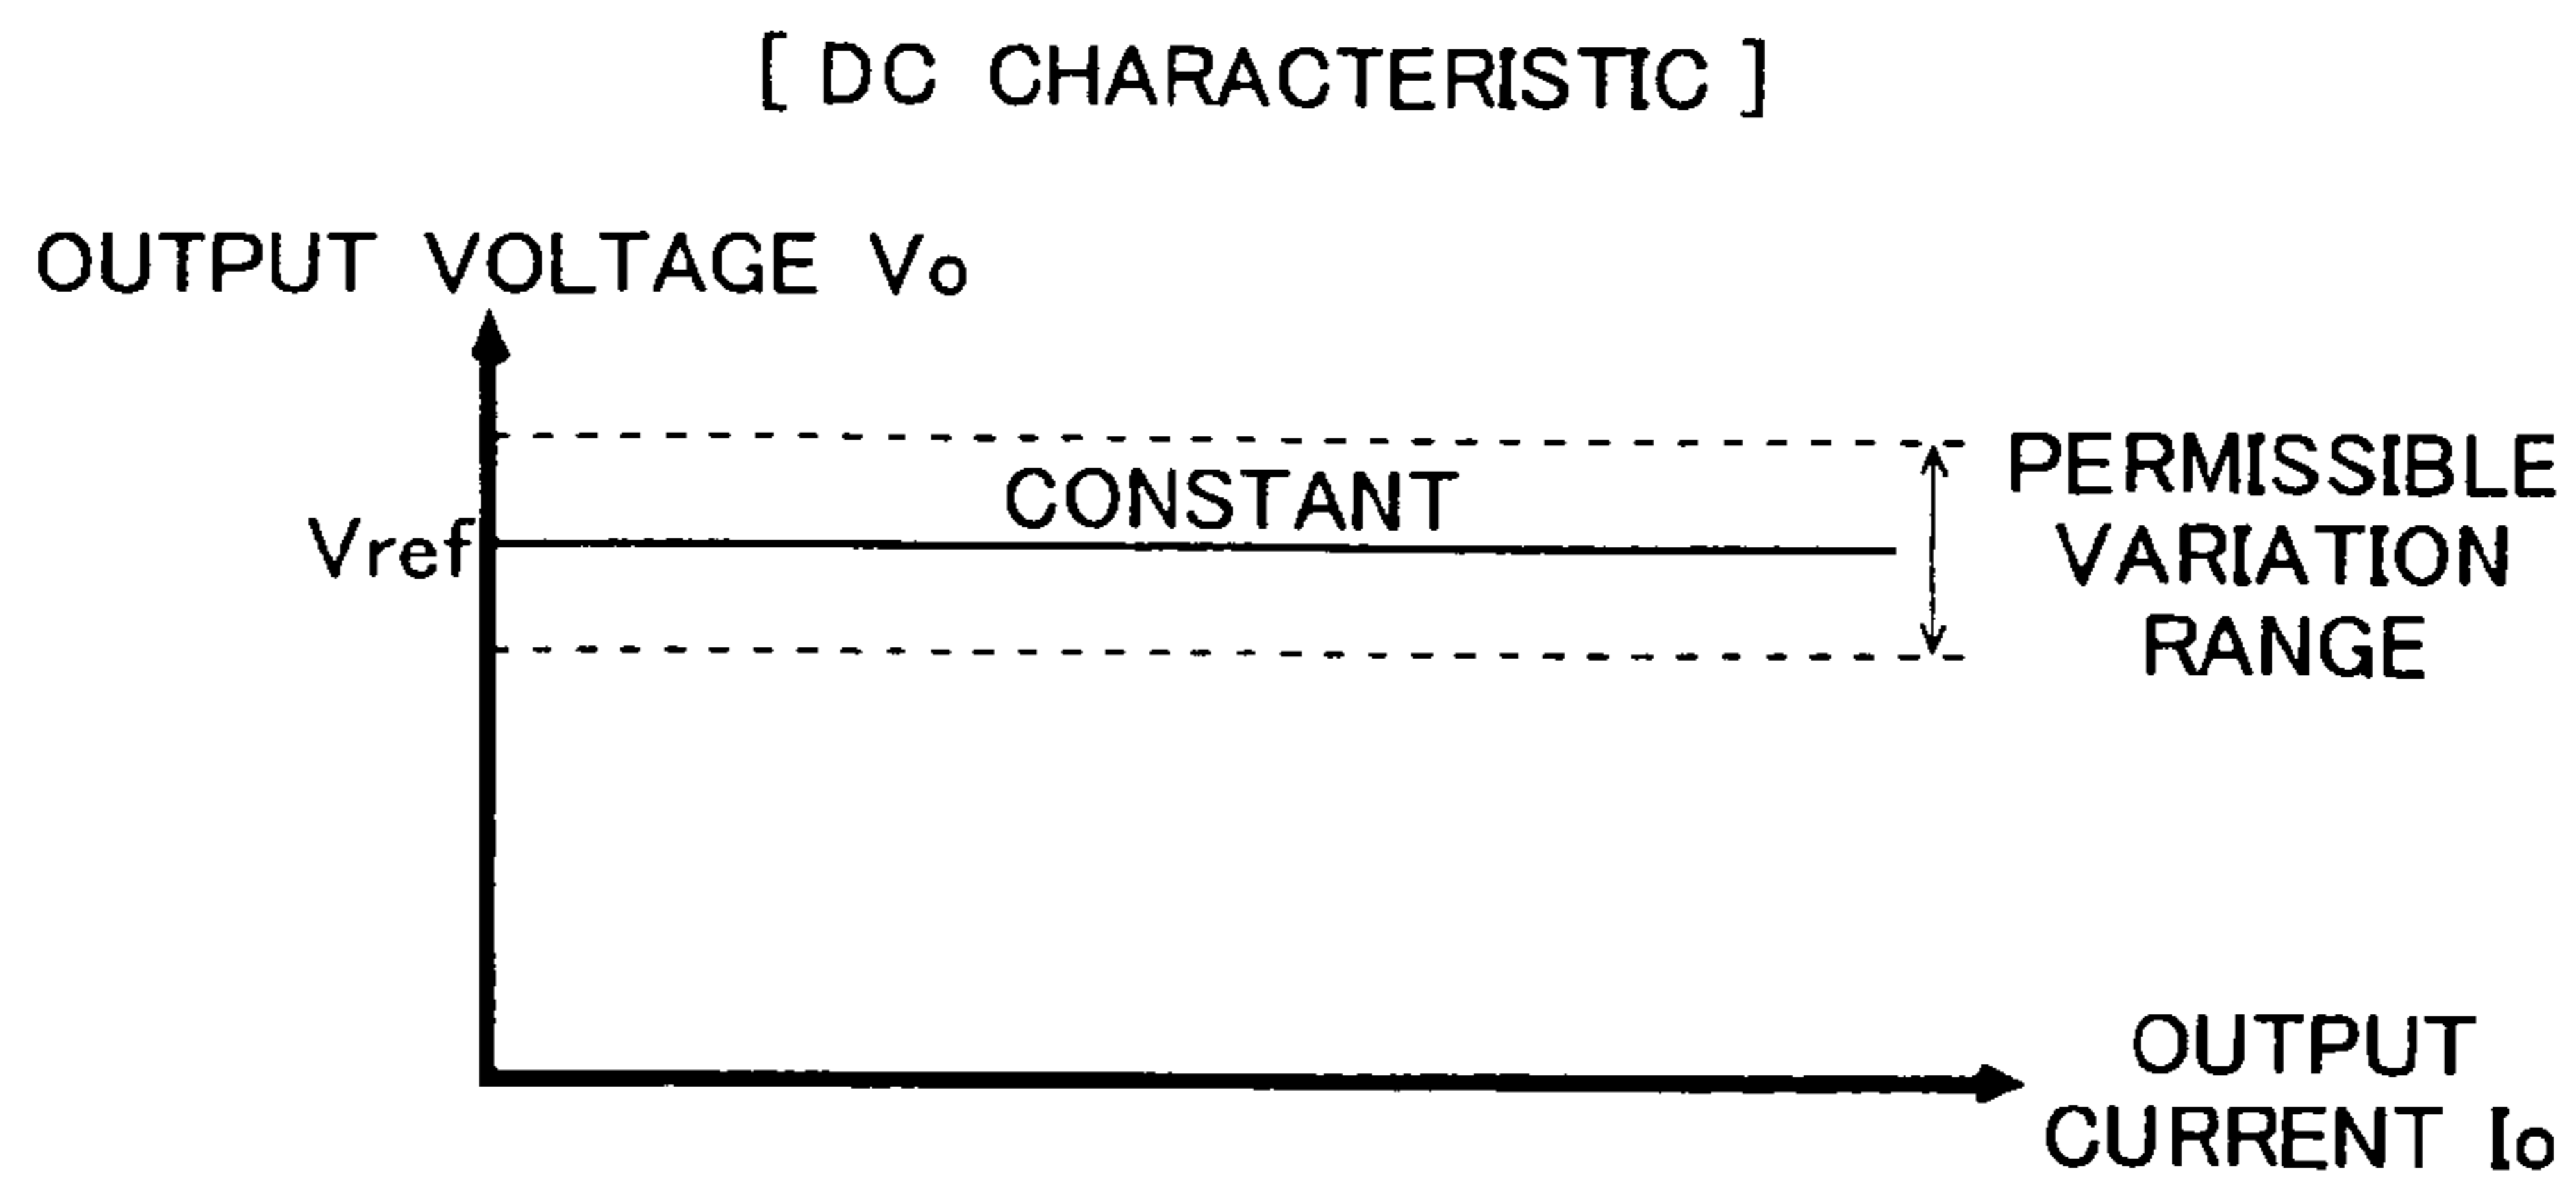 [ DC CHARACTERISTIC ]
OUTPUT VOLTAGE Vo
CONSTANT
Vref
PERMISSIBLE
VARIATION
RANGE
OUTPUT
CURRENT Io